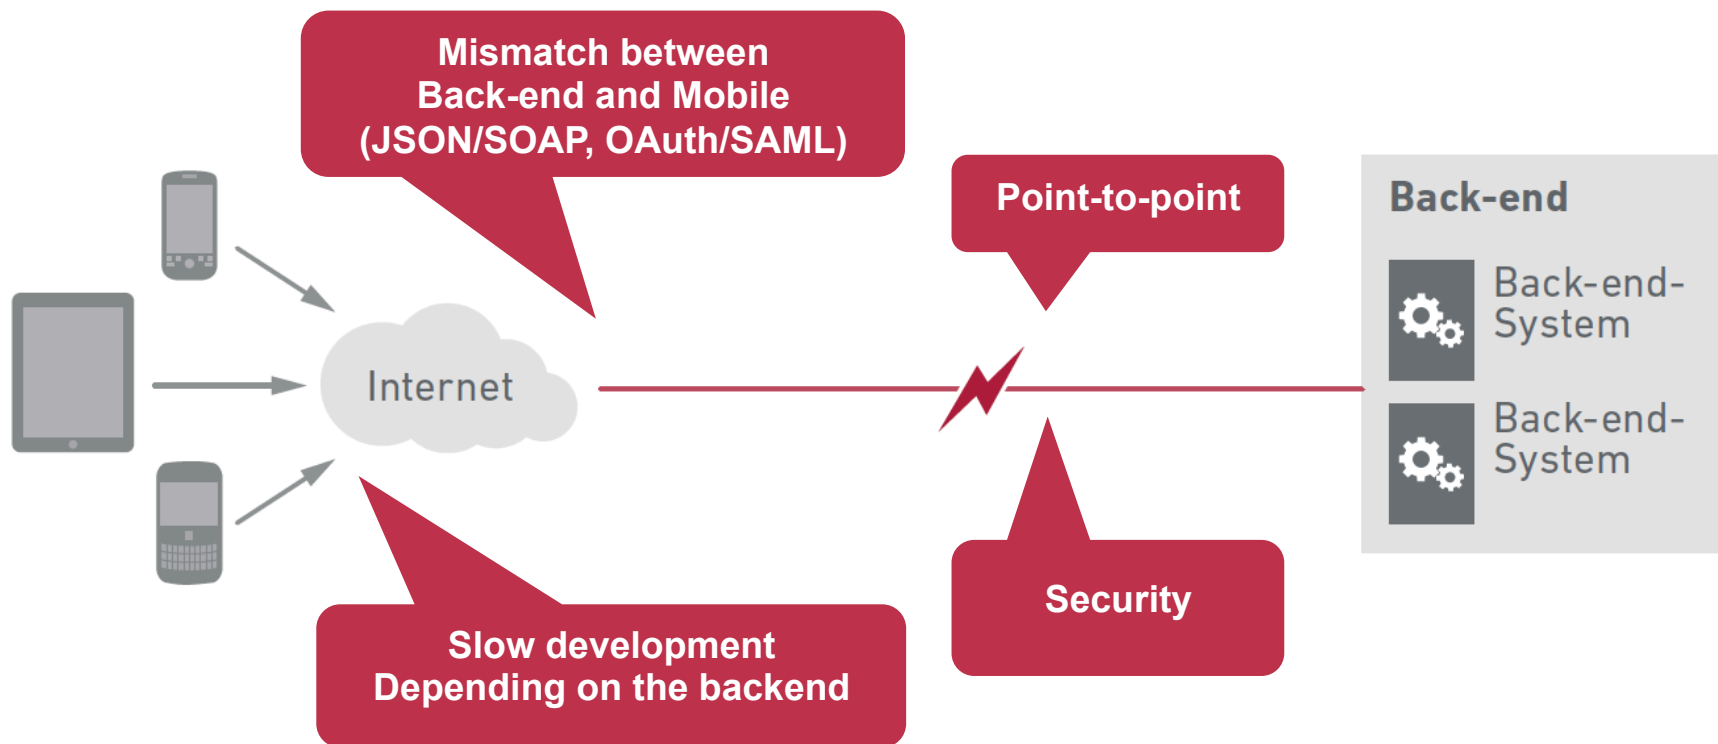 Mismatch between
Back-end and Mobile
(JSON/SOAP, OAuth/SAML)
Point-to-point
Back-end
Back-end-
System
Back-end-
System
Internet
Security
Slow development
Depending on the backend